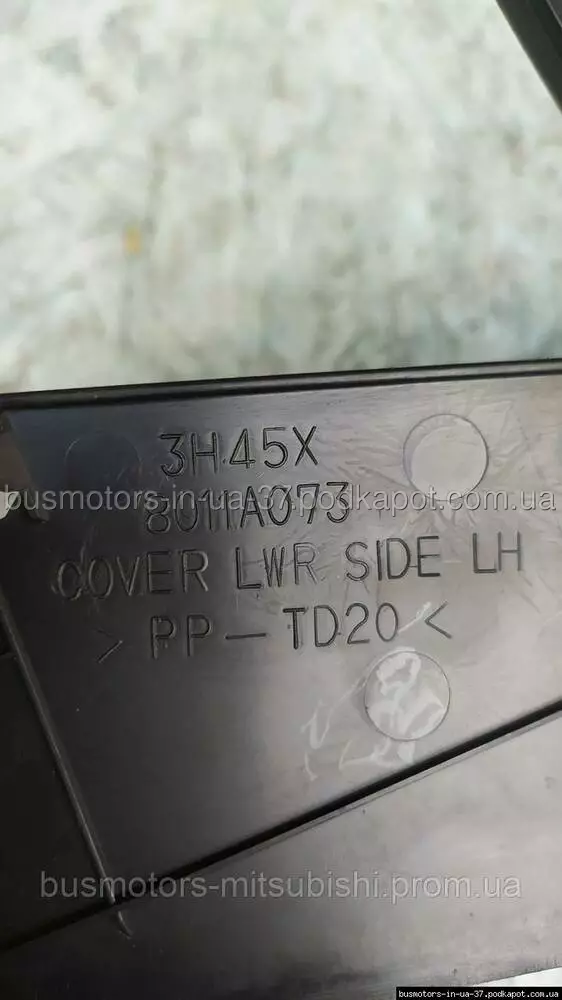 3H45X
busmotors-in-ua-37.podkapot.com.ua
8011A073
COVER LWR SIDE LH
> PP-TD20 <
busmotors-mitsubishi.prom.ua
busmotors-in-ua-37.podkapot.com.ua